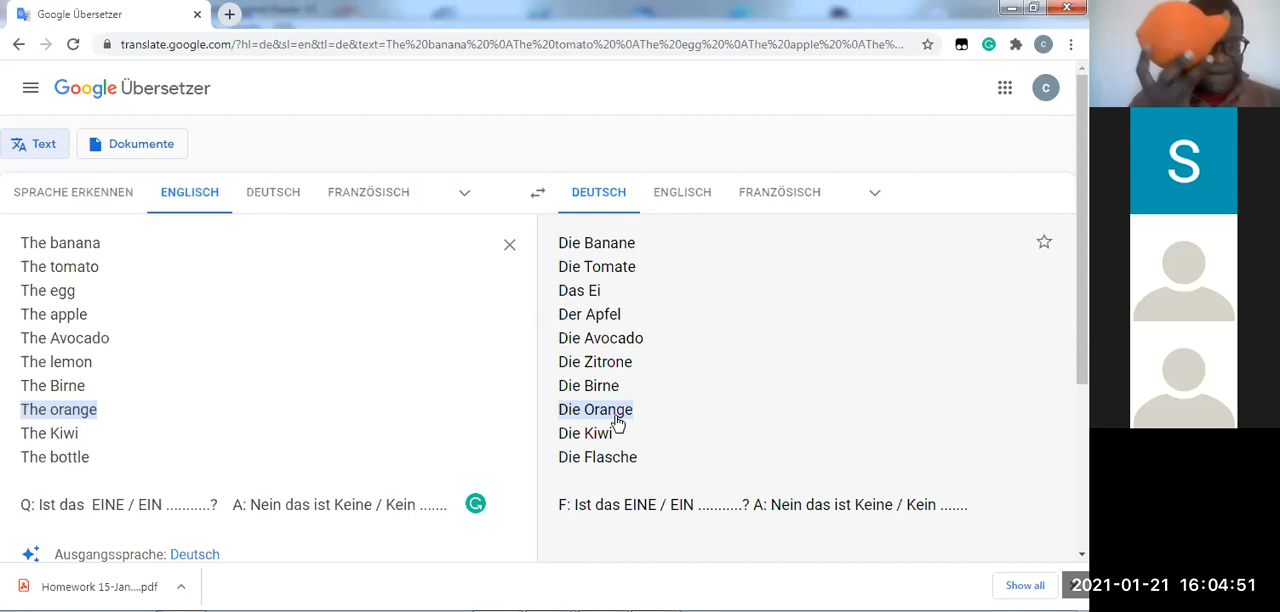 Google Übersetzer
translate.google.com/?hl=de&sl=en&tl=de&text=The%20banana%20%0AThe%20tomato%20%0AThe%20egg%20%0AThe%20apple%20%0AThe%...
C
Google Übersetzer
C
Text
Dokumente
SPRACHE ERKENNEN ENGLISCH DEUTSCH FRANZÖSISCH
DEUTSCH ENGLISCH FRANZÖSISCH
The banana
The tomato
The egg
The apple
The Avocado
The lemon
The Birne
The orange
The Kiwi
The bottle
Q: Ist das EINE / EIN ...........? A: Nein das ist Keine / Kein .......
Ausgangssprache: Deutsch
Die Banane
Die Tomate
Das Ei
Der Apfel
Die Avocado
Die Zitrone
Die Birne
Die Orange
Die Kiwi
Die Flasche
F: Ist das EINE / EIN ...........? A: Nein das ist Keine / Kein .......
Homework 15-Jan....pdf
Show all
S
2021-01-21 16:04:51